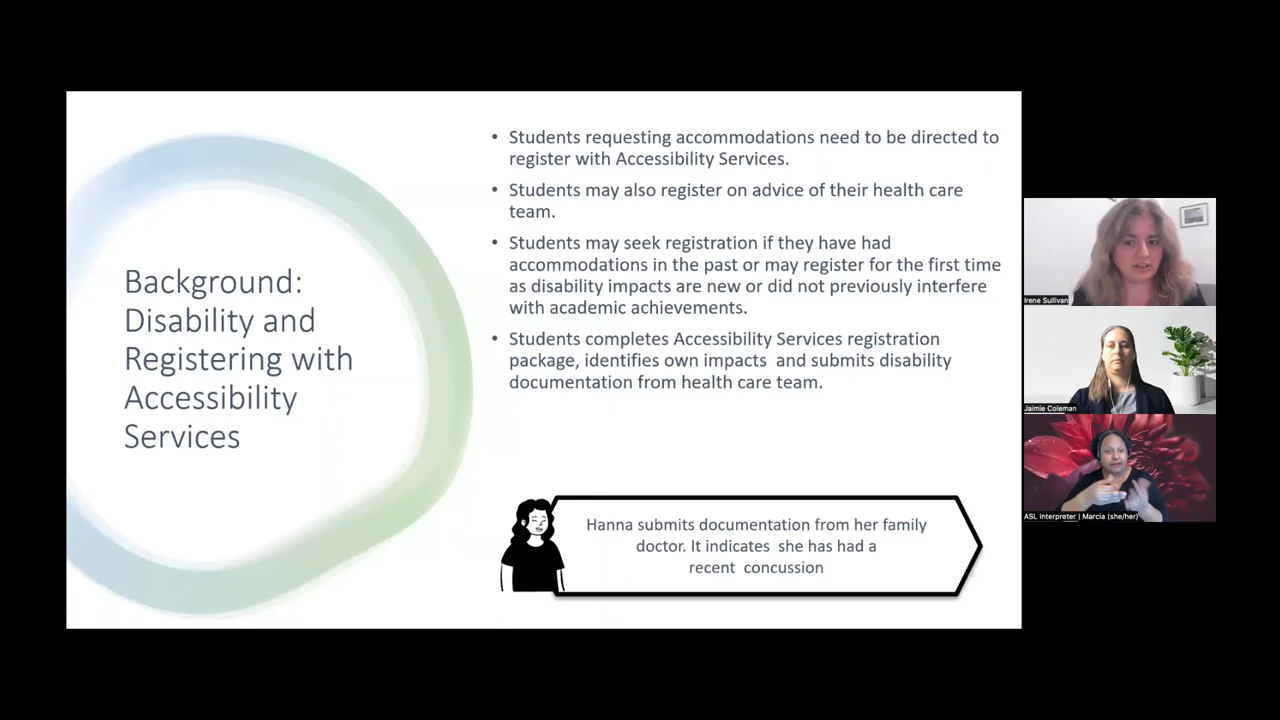 Background:
Disability and
Registering with
Accessibility
Services
• Students requesting accommodations need to be directed to
register with Accessibility Services.
• Students may also register on advice of their health care
team.
• Students may seek registration if they have had
accommodations in the past or may register for the first time
as disability impacts are new or did not previously interfere
with academic achievements.
• Students completes Accessibility Services registration
package, identifies own impacts and submits disability
documentation from health care team.
Hanna submits documentation from her family
doctor. It indicates she has had a
recent concussion
Irene Sullivan
Jaimie Coleman
ASL Interpreter | Marcia (she/her)